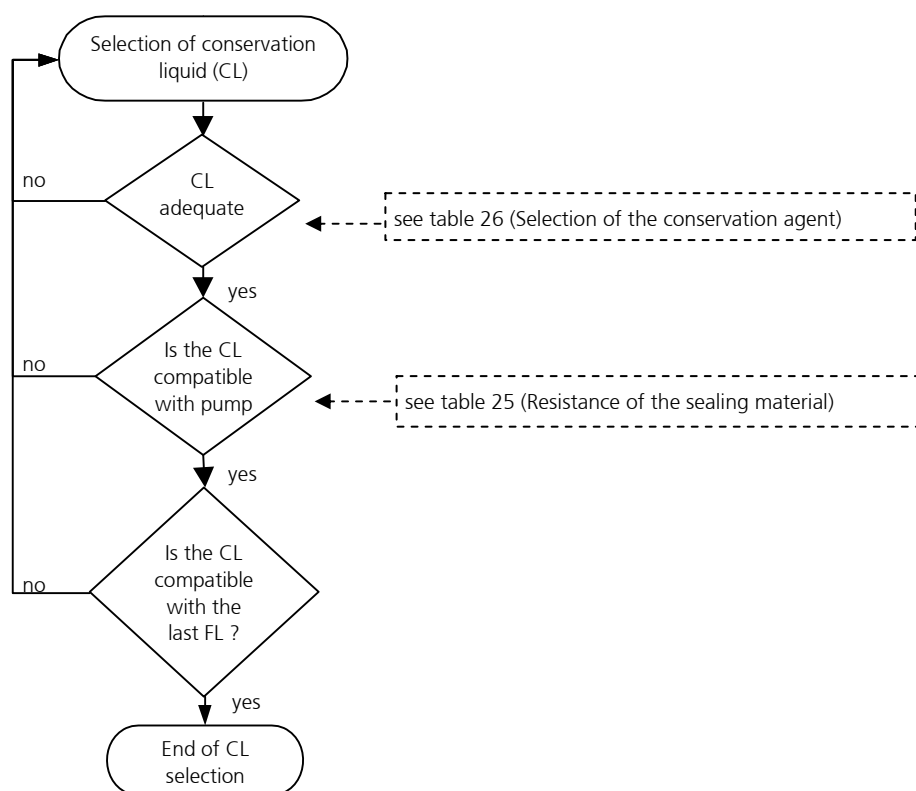 Selection of conservation
liquid (CL)
no
CL
adequate
see table 26 (Selection of the conservation agent)
yes
no
Is the CL
compatible
with pump
see table 25 (Resistance of the sealing material)
yes
no
Is the CL
compatible
with the
last FL ?
yes
End of CL
selection